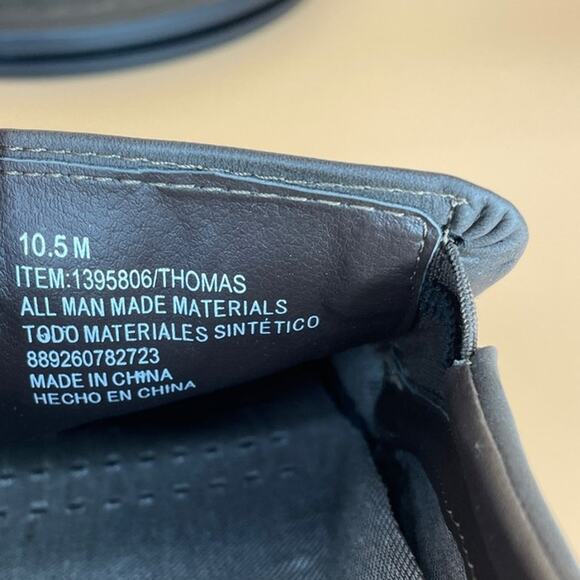 10.5 M
ITEM:1395806/THOMAS
ALL MAN MADE MATERIALS
TODO MATERIALES SINTÉTICO
889260782723
MADE IN CHINA
HECHO EN CHINA